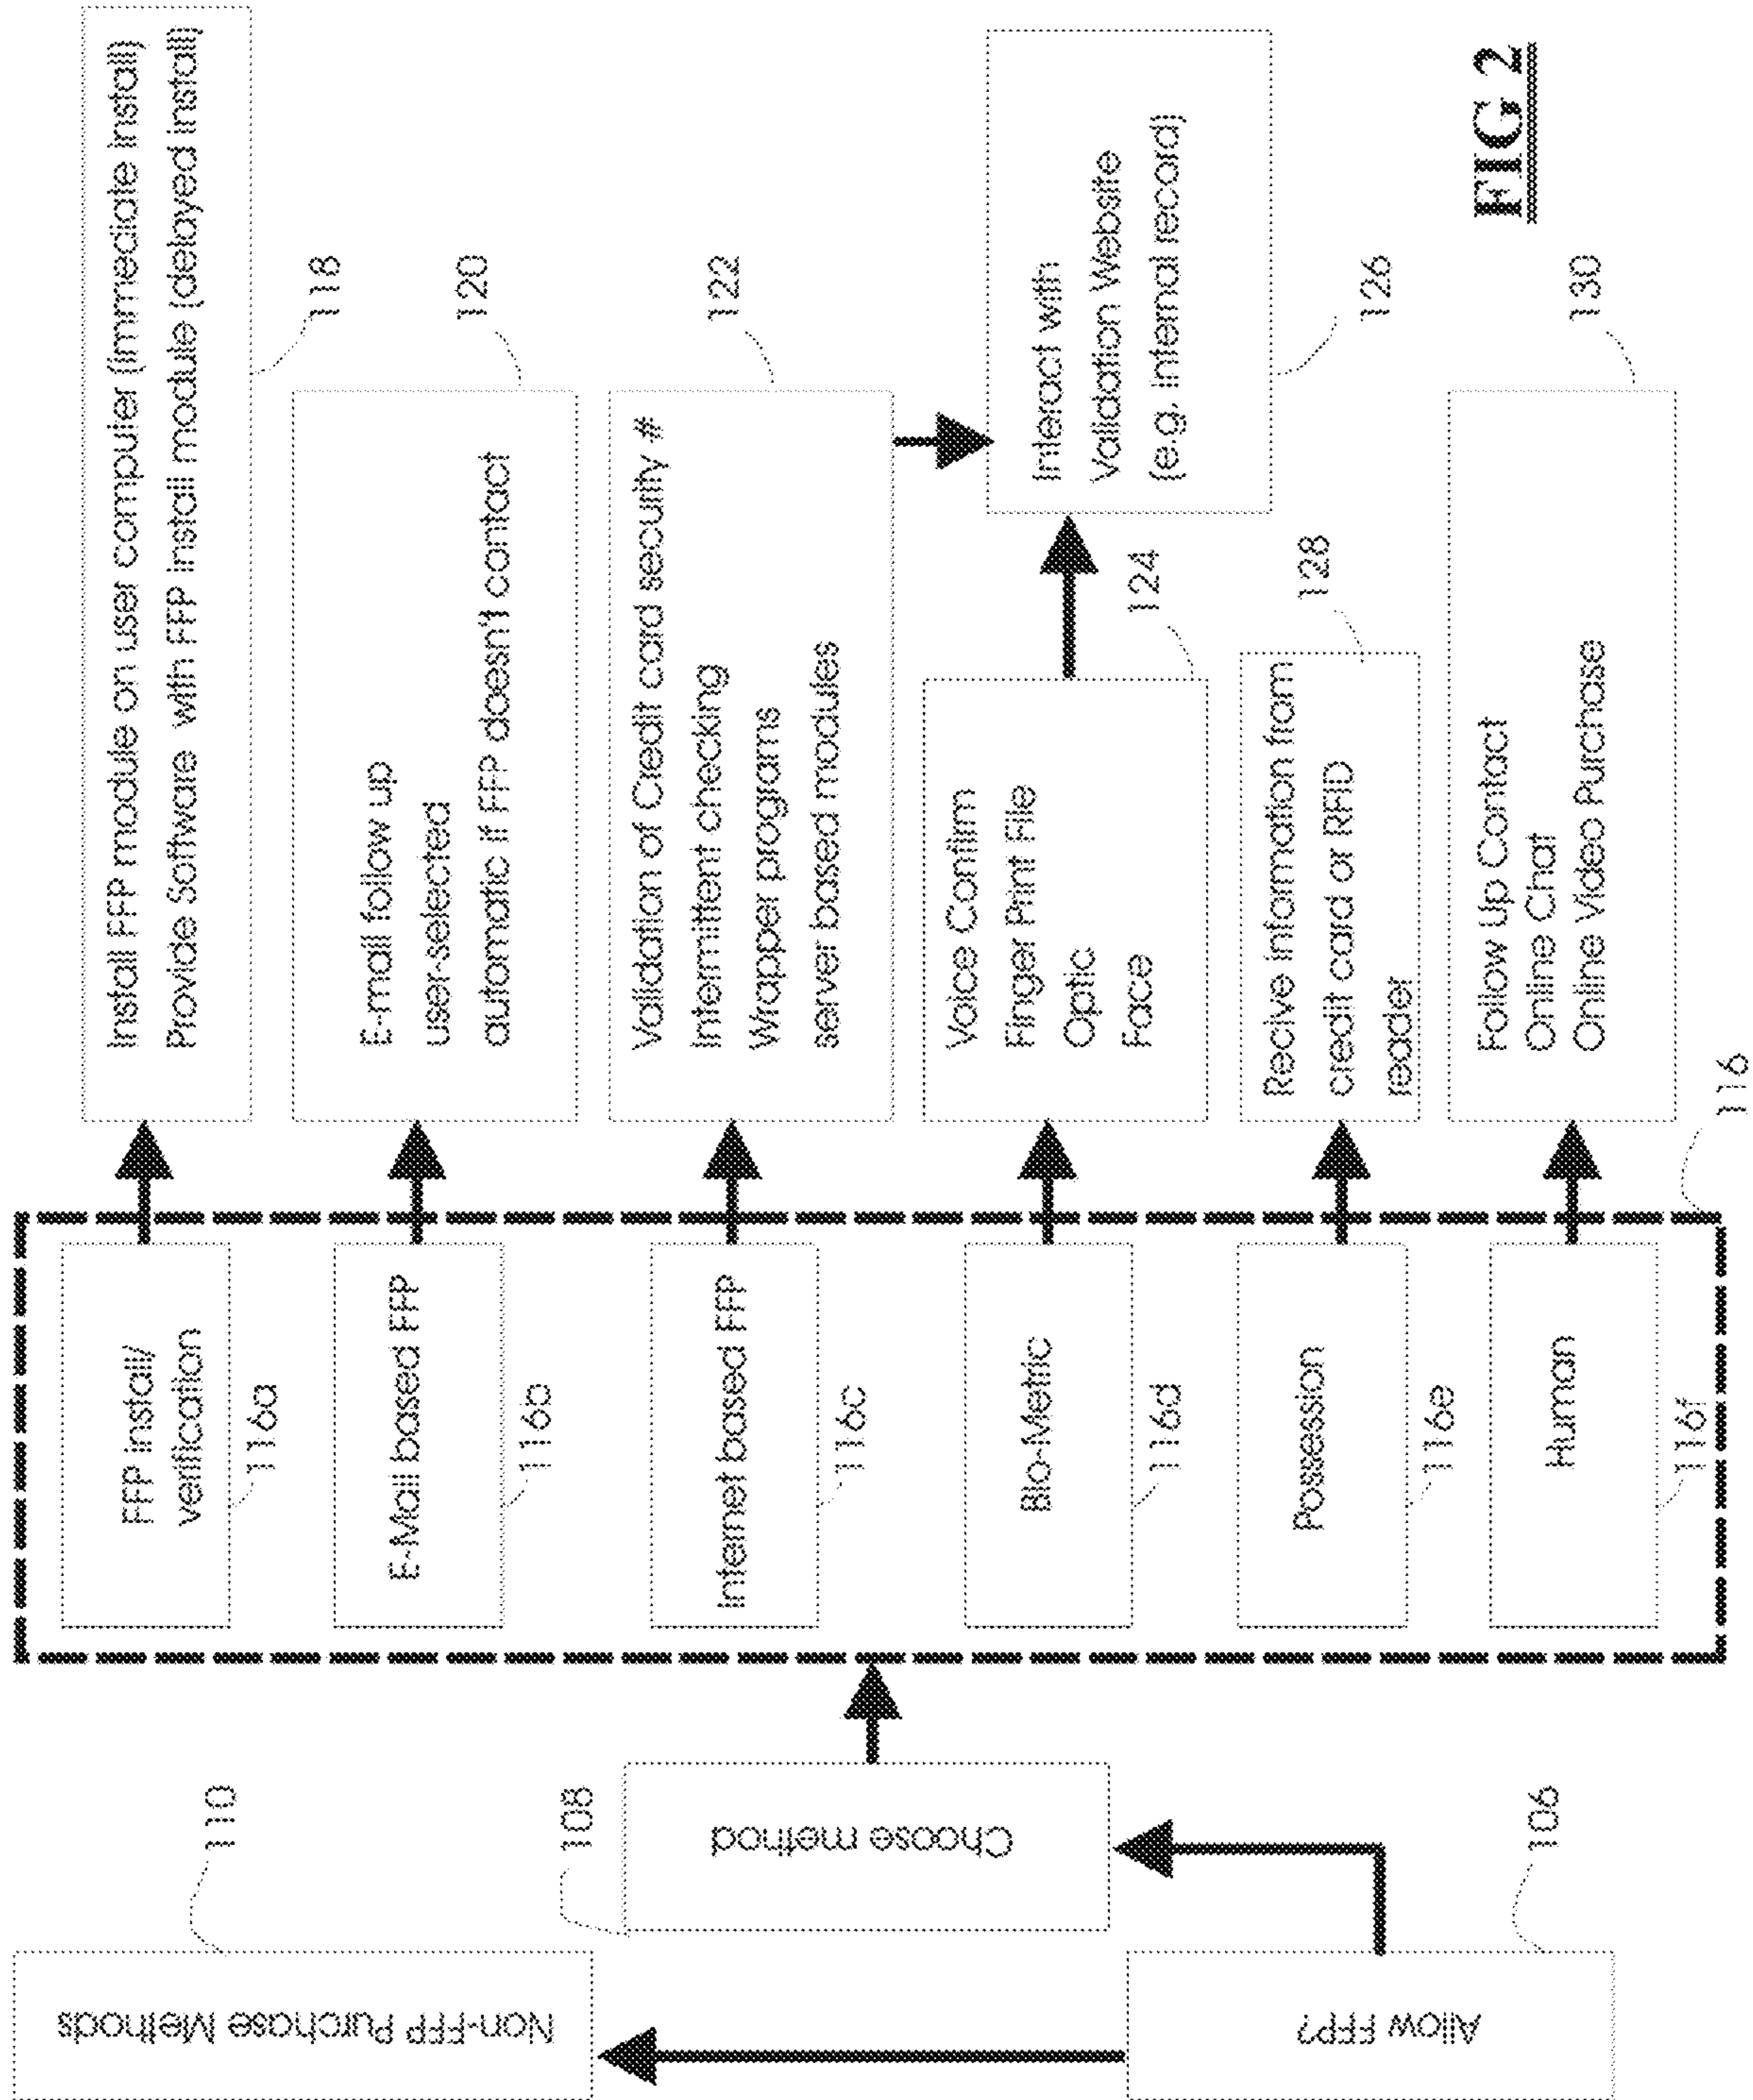 Non-FFP Purchase Methods
110
Allow FFP?
106
Choose method
108
FFP install/
verification
116a
E-Mail based FFP
116b
Internet based FFP
116c
Bio-Metric
116d
Possession
116e
Human
116f
116
Install FFP module on user computer (immediate install)
Provide Software with FFP install module (delayed install)
118
E-mail follow up
user-selected
automatic if FFP doesn't contact
120
Validation of Credit card security #
Intermittent checking
Wrapper programs
server based modules
122
Voice Confirm
Finger Print File
Optic
Face
124
Interact with
Validation Website
(e.g. internal record)
126
Recive information from
credit card or RFID
reader
128
Follow Up Contact
Online Chat
Online Video Purchase
130
FIG 2